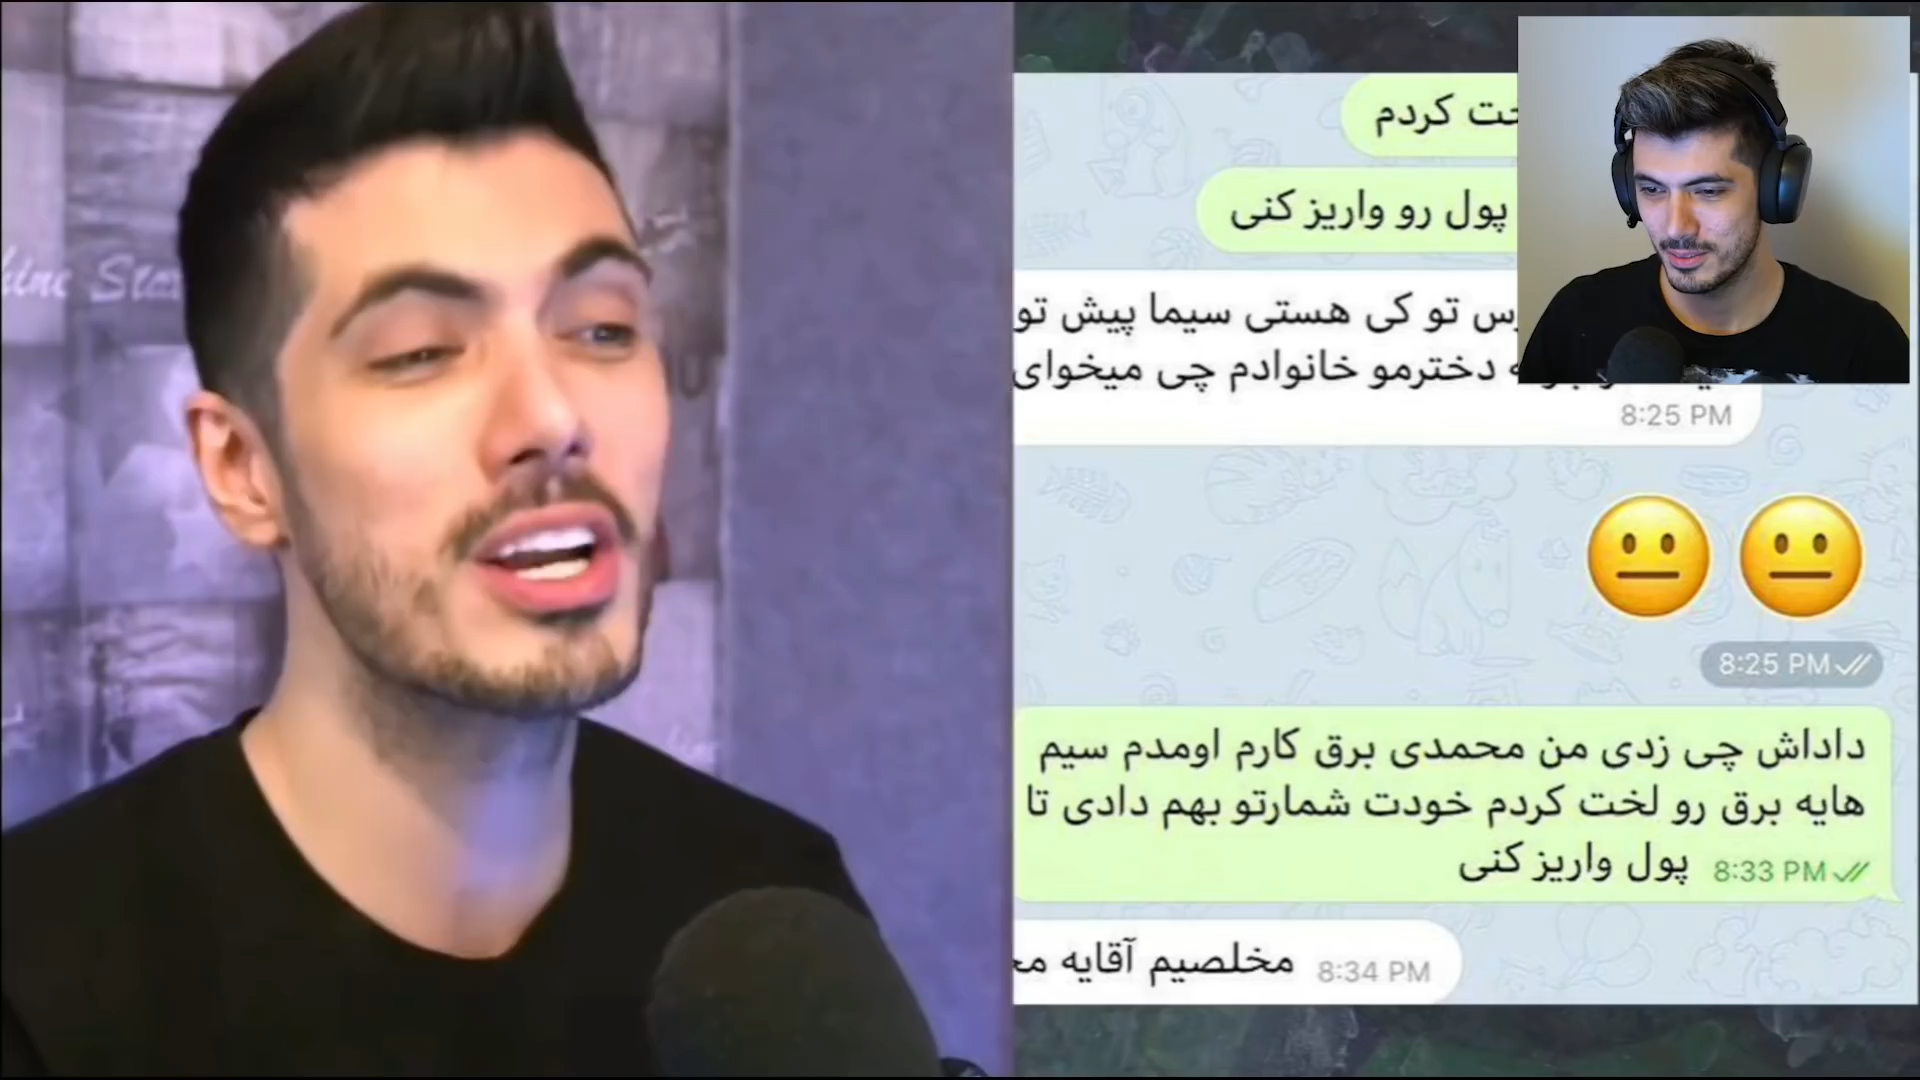 کردم
پول رو واریز کنی
تو کی هستی سیما پیش تو
دخترمو خانوادم چی میخوای
8:25 PM
8:25 PM
داداش چی زدی من محمدی برق کارم اومدم سیم
هایه برق رو لخت کردم خودت شمارتو بهم دادی تا
پول واریز کنی 8:33 PM
مخلصیم آقایه 8:34 PM